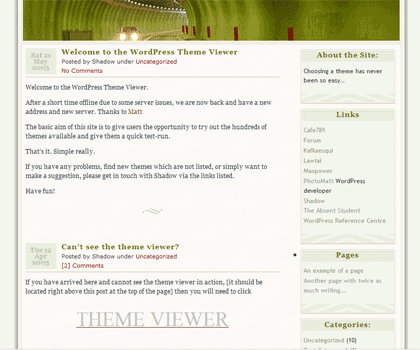 Sat 21
May
2005
Welcome to the WordPress Theme Viewer
Posted by Shadow under Uncategorized
No Comments
Welcome to the WordPress Theme Viewer.
After a short time offline due to some server issues, we are now back and have a new
address and new server. Thanks to Matt
The basic aim of this site is to give users the opportunity to try out the hundreds of
themes available and give them a quick test-run.
That's it. Simple really.
If you have any problems, find new themes which are not listed, or simply want to
make a suggestion, please get in touch with Shadow via the links listed.
Have fun!
Tue 12
Apr
2005
Can't see the theme viewer?
Posted by Shadow under Uncategorized
[2] Comments
If you have arrived here and cannot see the theme viewer in action, [it should be
located right above this post at the top of the page] then you will need to click
THEME VIEWER
About the Site:
Choosing a theme has never
been so easy...
Links
Cafe789
Forum
Kafkaesqui
Lawtai
Maxpower
PhotoMatt WordPress
developer
Shadow
The Absent Student
WordPress Reference Centre
Pages
An example of a page
Another page with twice as
much writing...
Categories:
Uncategorized (10)